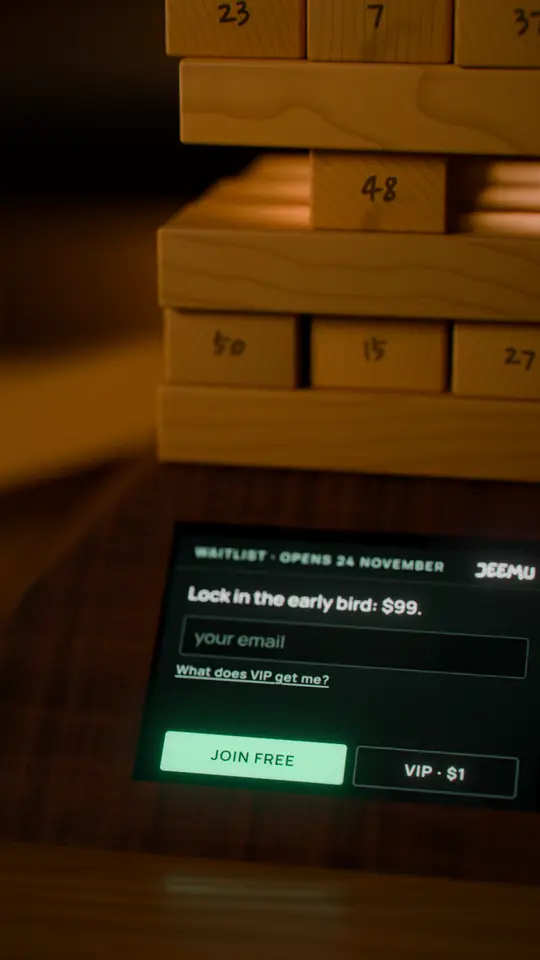 23 7 37
48
50 15 27
WAITLIST · OPENS 24 NOVEMBER JEEMU
Lock in the early bird: $99.
your email
What does VIP get me?
JOIN FREE VIP · $1